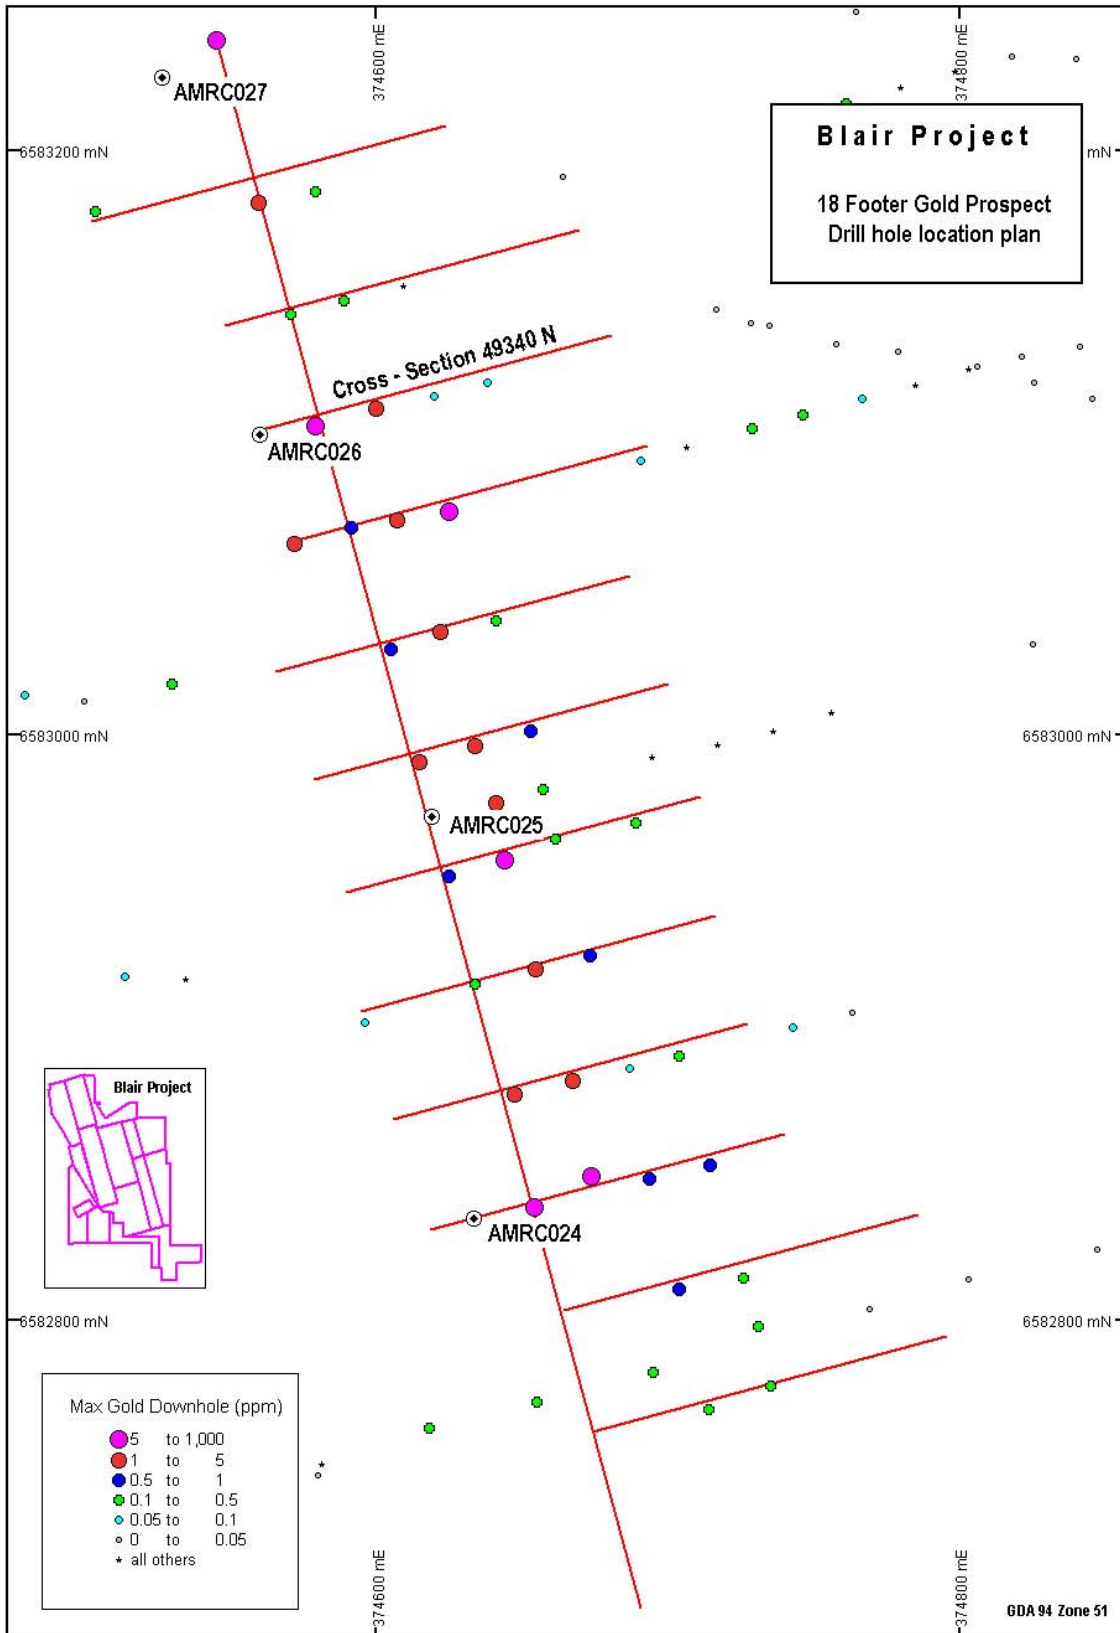 374600 mE
374800 mE
AMRC027
6583200 mN
mN
Blair Project
18 Footer Gold Prospect
Drill hole location plan
Cross - Section 49340 N
AMRC026
6583000 mN
6583000 mN
AMRC025
Blair Project
AMRC024
6582800 mN
6582800 mN
Max Gold Downhole (ppm)
5 to 1,000
1 to 5
0.5 to 1
0.1 to 0.5
0.05 to 0.1
0 to 0.05
all others
374600 mE
374800 mE
GDA 94 Zone 51